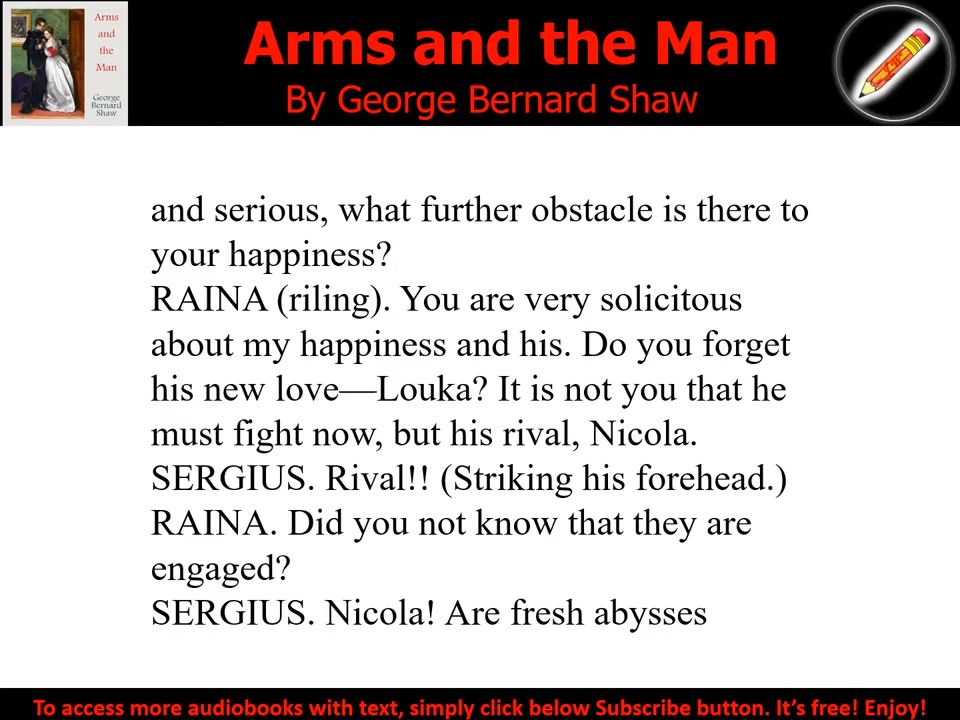 Arms
and
the
Man
George
Bernard
Shaw
Arms and the Man
By George Bernard Shaw
and serious, what further obstacle is there to
your happiness?
RAINA (riling). You are very solicitous
about my happiness and his. Do you forget
his new love—Louka? It is not you that he
must fight now, but his rival, Nicola.
SERGIUS. Rival!! (Striking his forehead.)
RAINA. Did you not know that they are
engaged?
SERGIUS. Nicola! Are fresh abysses
To access more audiobooks with text, simply click below Subscribe button. It's free! Enjoy!